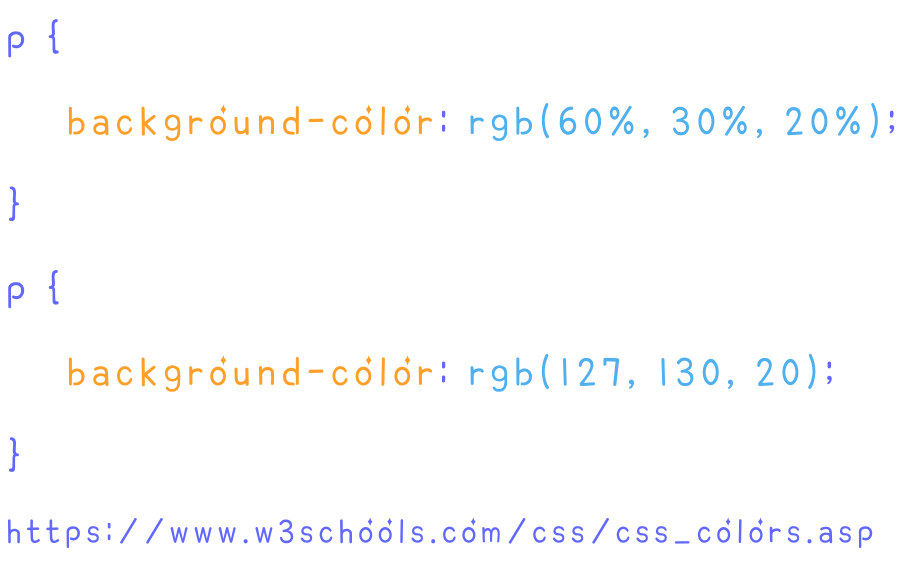 p {
background-color: rgb(60%, 30%, 20%);
}
p {
background-color: rgb(127, 130, 20);
}
https://www.w3schools.com/css/css_colors.asp